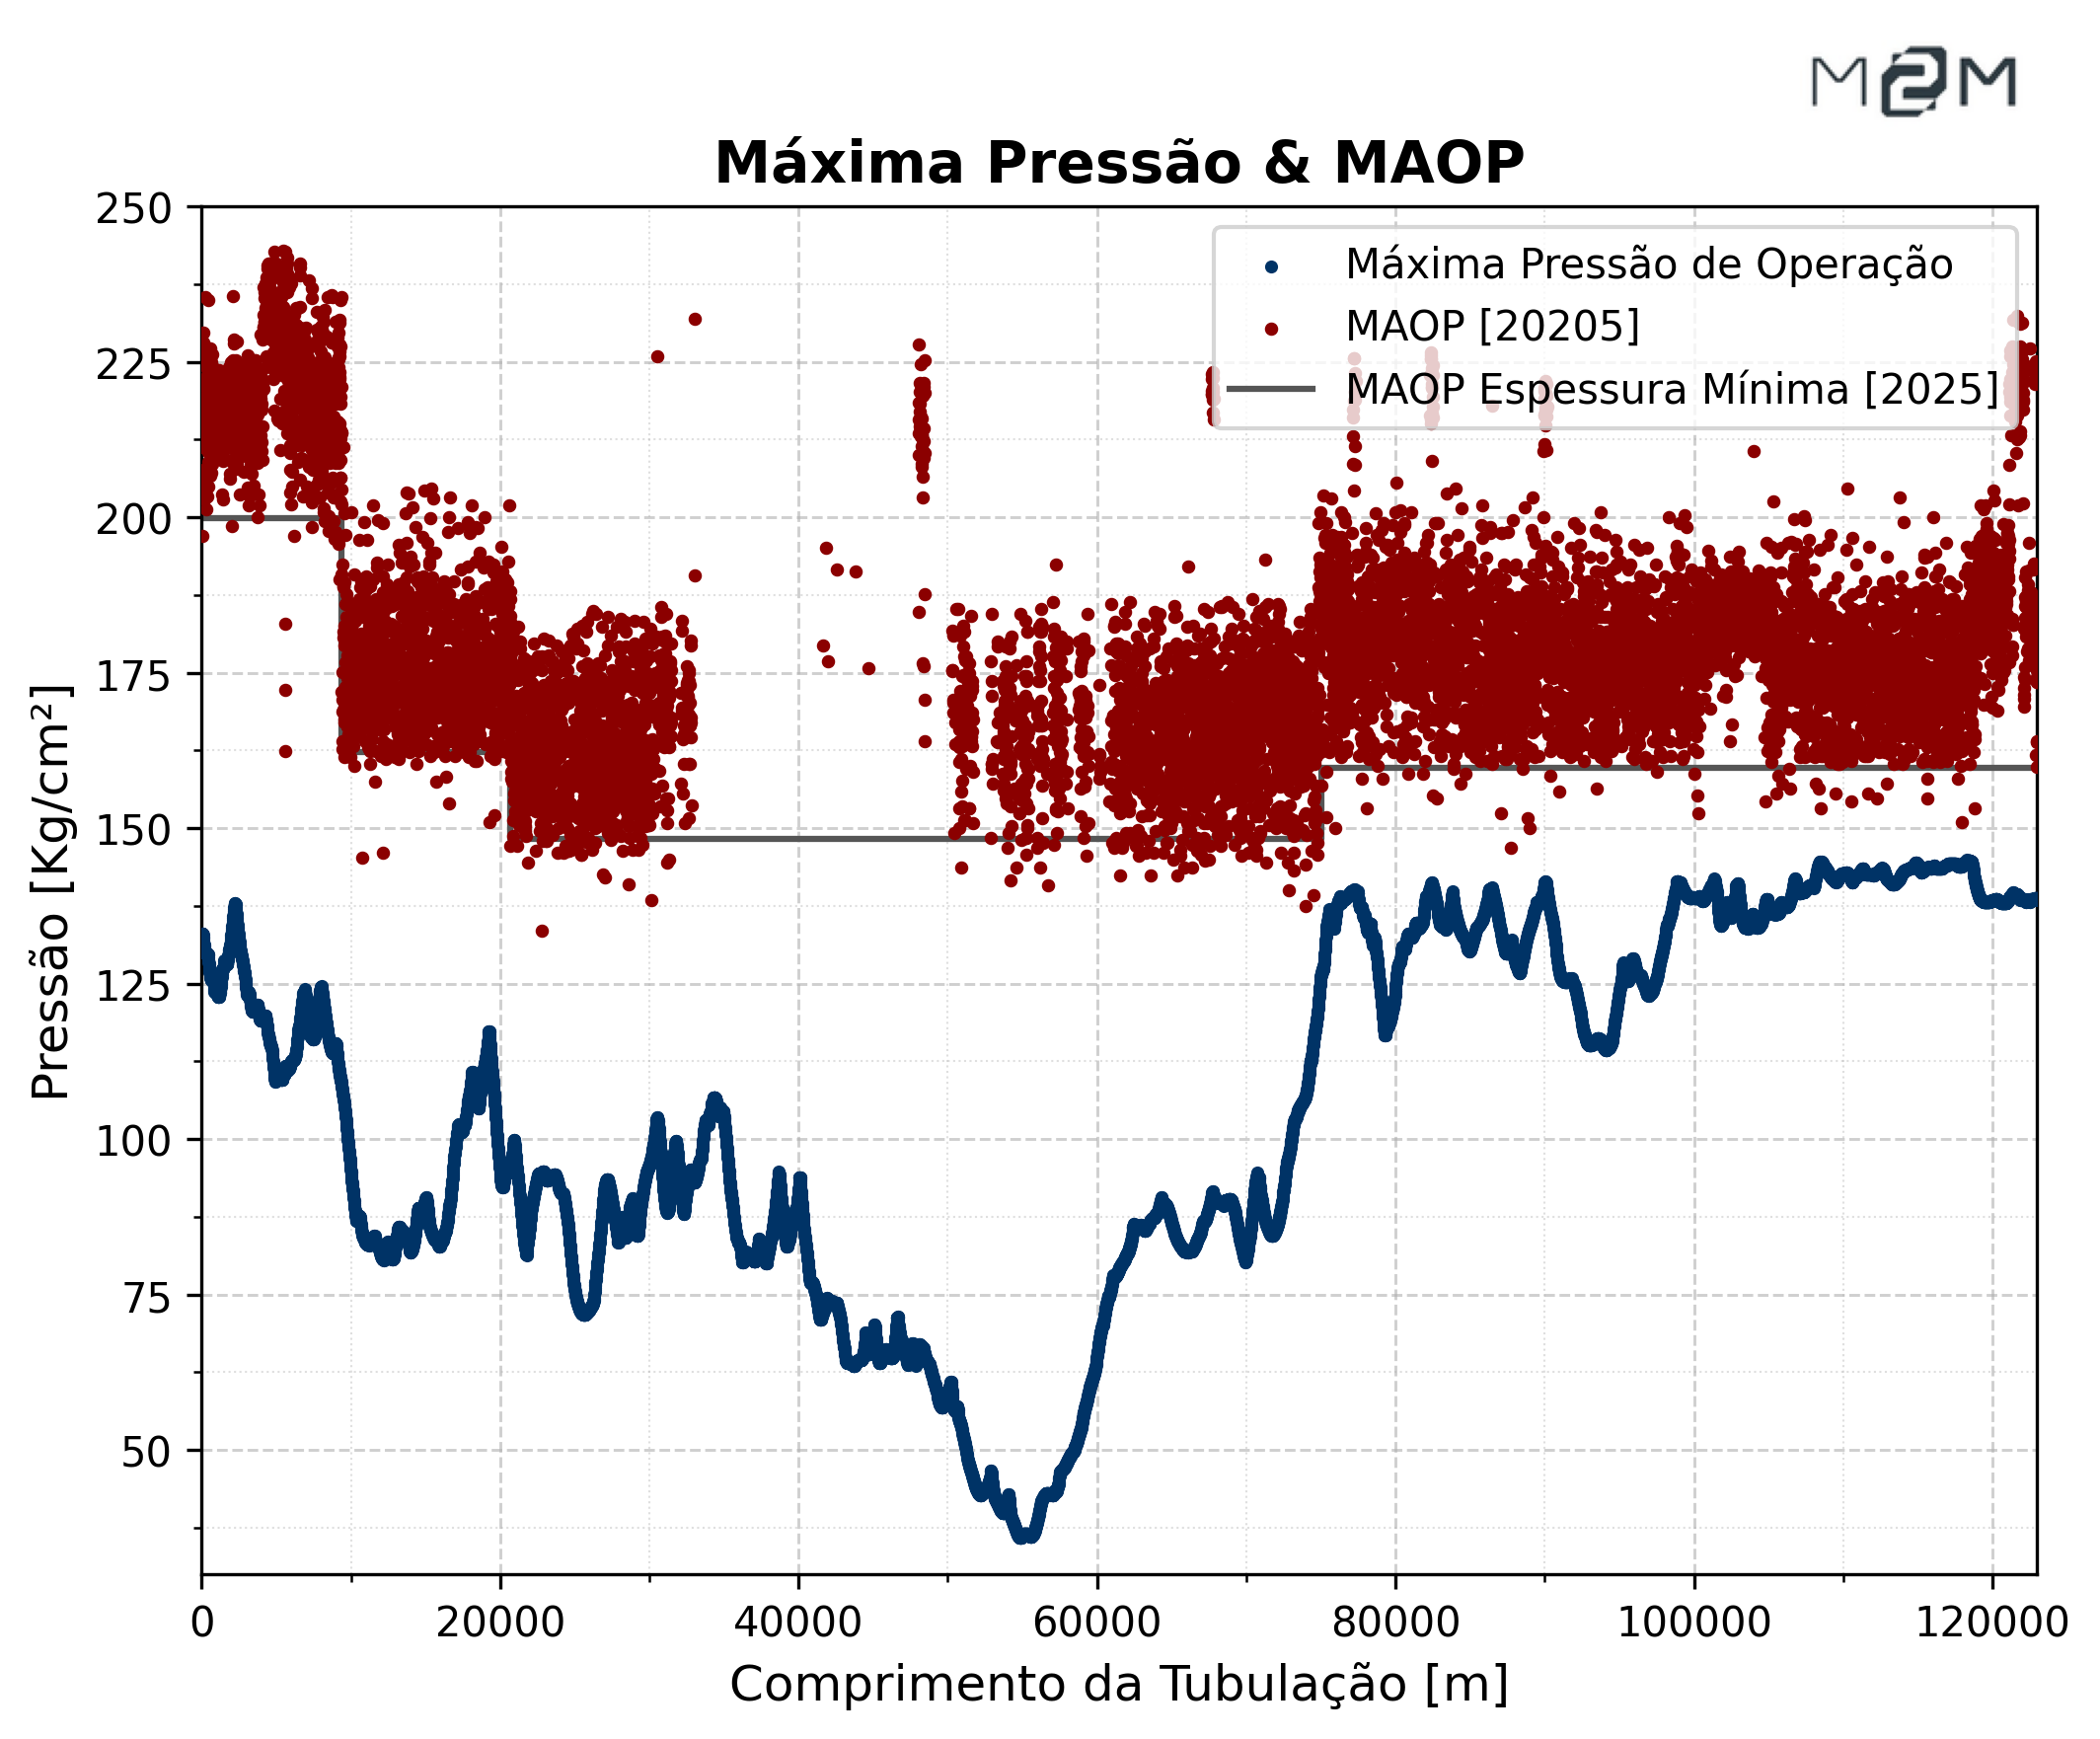 M2M
Máxima Pressão & MAOP
Máxima Pressão de Operação
MAOP [20205]
MAOP Espessura Mínima [2025]
Pressão [Kg/cm²]
250
225
200
175
150
125
100
75
50
0 20000 40000 60000 80000 100000 120000
Comprimento da Tubulação [m]